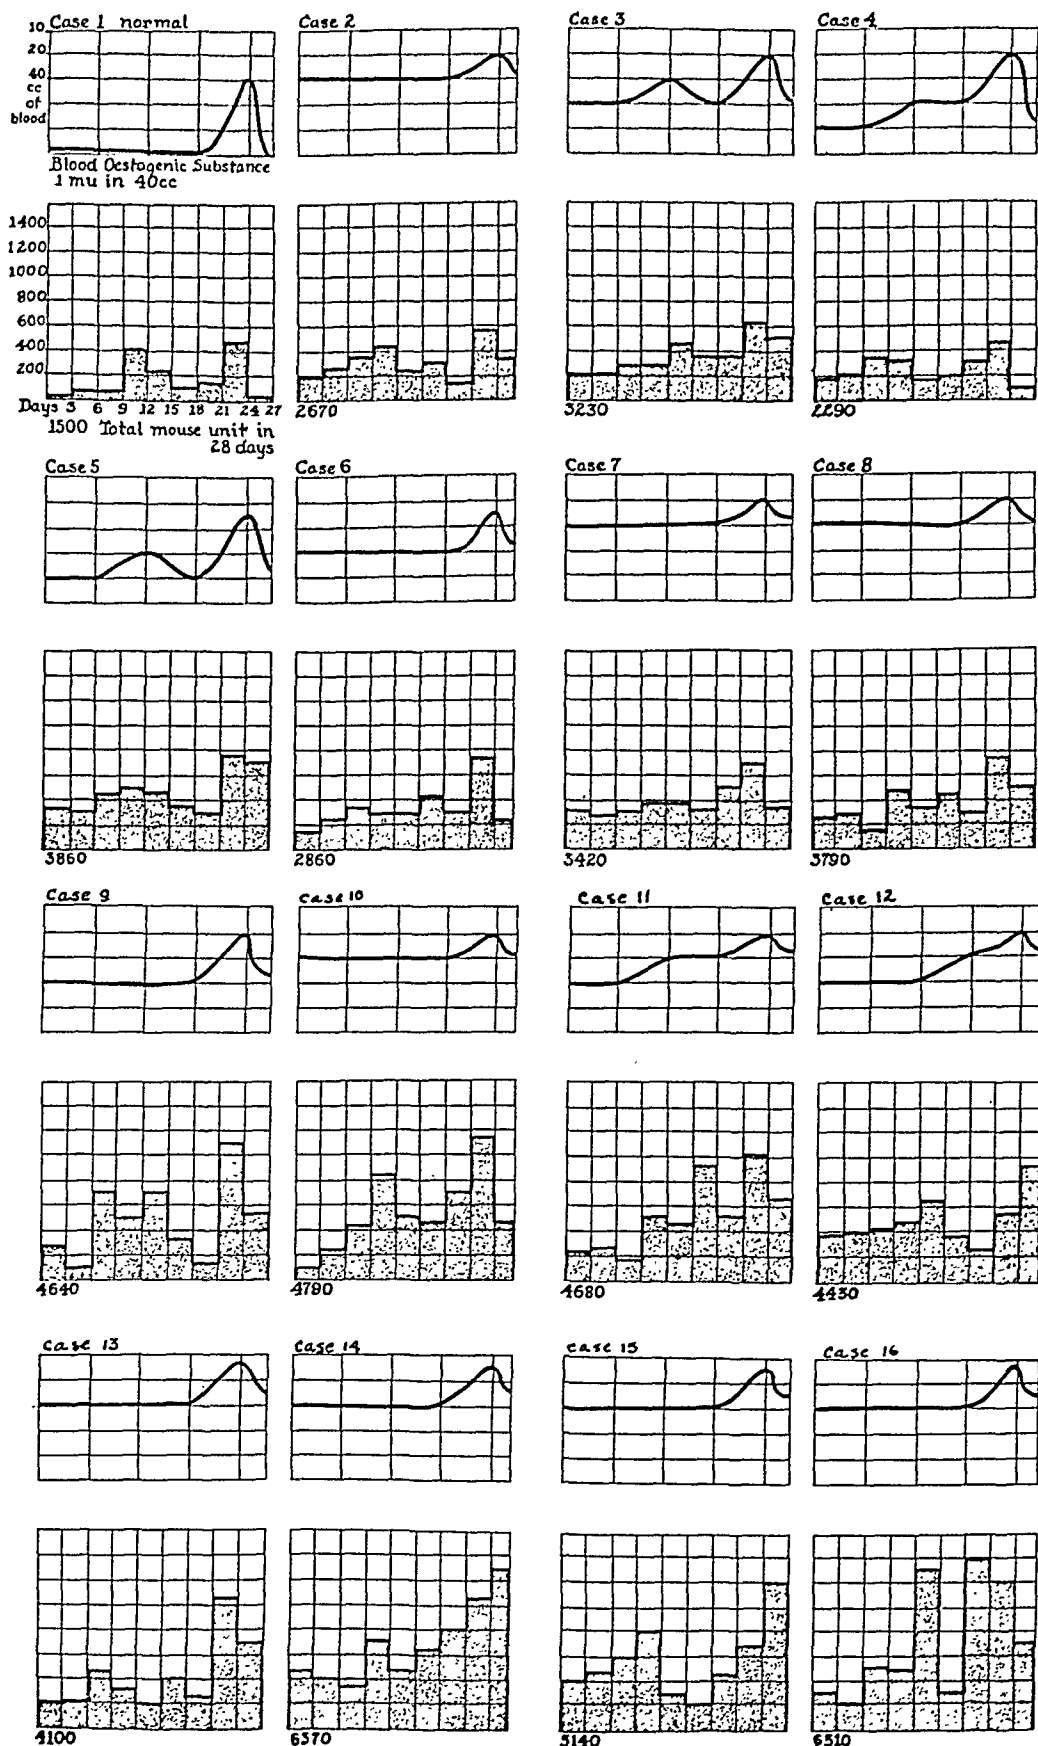 Case 1 normal
Case 2
Case 3
Case 4
10
20
40
cc
of
blood
Blood Oestogenic Substance
1 mu in 40cc
1400
1200
1000
800
600
400
200
Days 3 6 9 12 15 18 21 24 27
1500 Total mouse unit in
28 days
2670
3230
2290
Case 5
Case 6
Case 7
Case 8
3860
2860
3420
3790
Case 9
Case 10
Case 11
Case 12
4640
4790
4680
4430
Case 13
Case 14
Case 15
Case 16
4100
6570
5140
6510